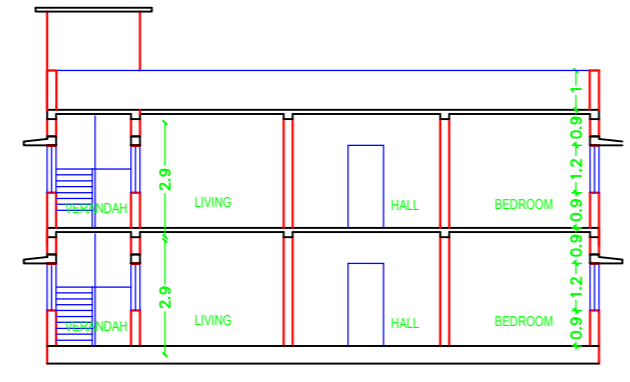 1
0.9
2.9
1.2
VERANDAH
LIVING
HALL
BEDROOM
0.9
0.9
2.9
1.2
VERANDAH
LIVING
HALL
BEDROOM
0.9